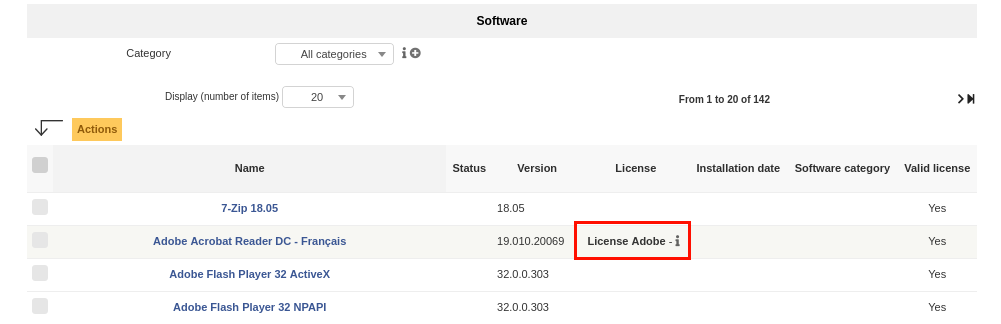 Software
Category All categories
Display (number of items) 20 From 1 to 20 of 142
Actions
Name Status Version License Installation date Software category Valid license
7-Zip 18.05 18.05 Yes
Adobe Acrobat Reader DC - Français 19.010.20069 License Adobe - Yes
Adobe Flash Player 32 ActiveX 32.0.0.303 Yes
Adobe Flash Player 32 NPAPI 32.0.0.303 Yes